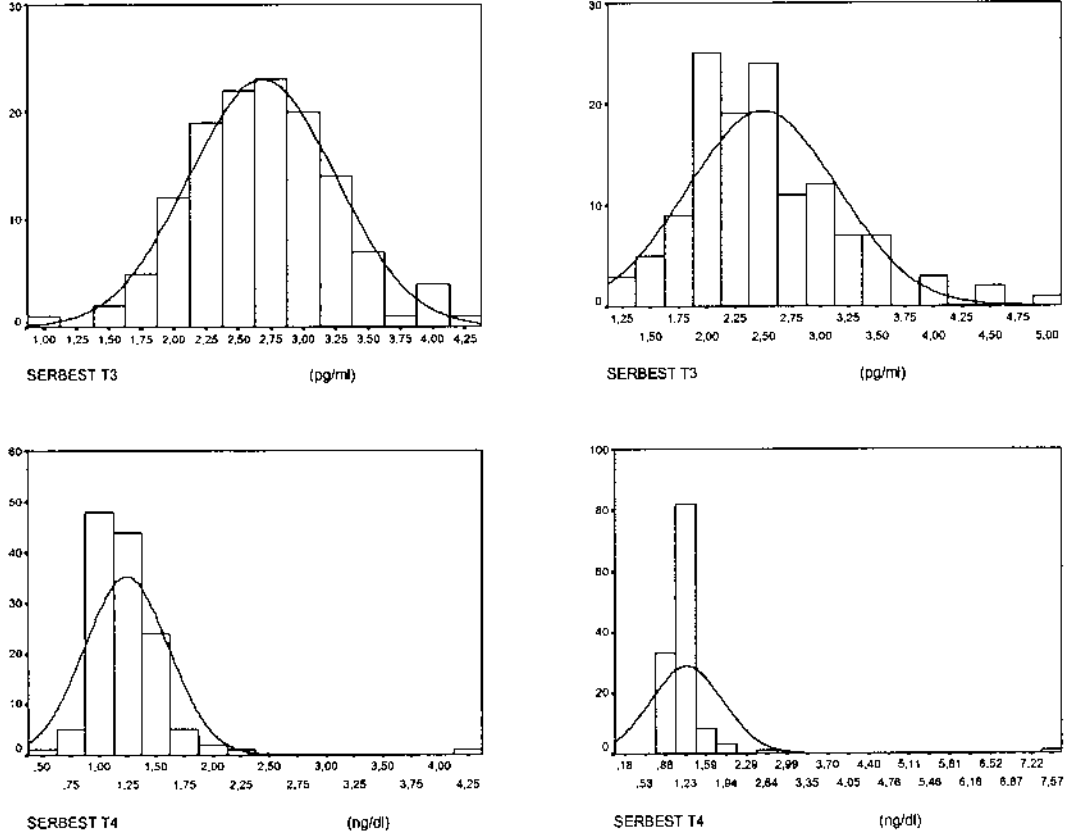 30
20
10
0
1,00 1,50 2,00 2,50 3,00 3,50 4,00
1,25 1,75 2,25 2,75 3,25 3,75 4,25
SERBEST T3 (pg/ml)
30
20
10
0
1,25 1,75 2,25 2,75 3,25 3,75 4,25 4,75
1,50 2,00 2,50 3,00 3,50 4,00 4,50 5,00
SERBEST T3 (pg/ml)
60
50
40
30
20
10
0
,50 1,00 1,50 2,00 2,50 3,00 3,50 4,00
,75 1,25 1,75 2,25 2,75 3,25 3,75 4,25
SERBEST T4 (ng/dl)
100
80
60
40
20
0
,18 ,88 1,59 2,29 2,99 3,70 4,40 5,11 5,81 6,52 7,22
,53 1,23 1,94 2,64 3,35 4,05 4,76 5,46 6,16 6,87 7,57
SERBEST T4 (ng/dl)